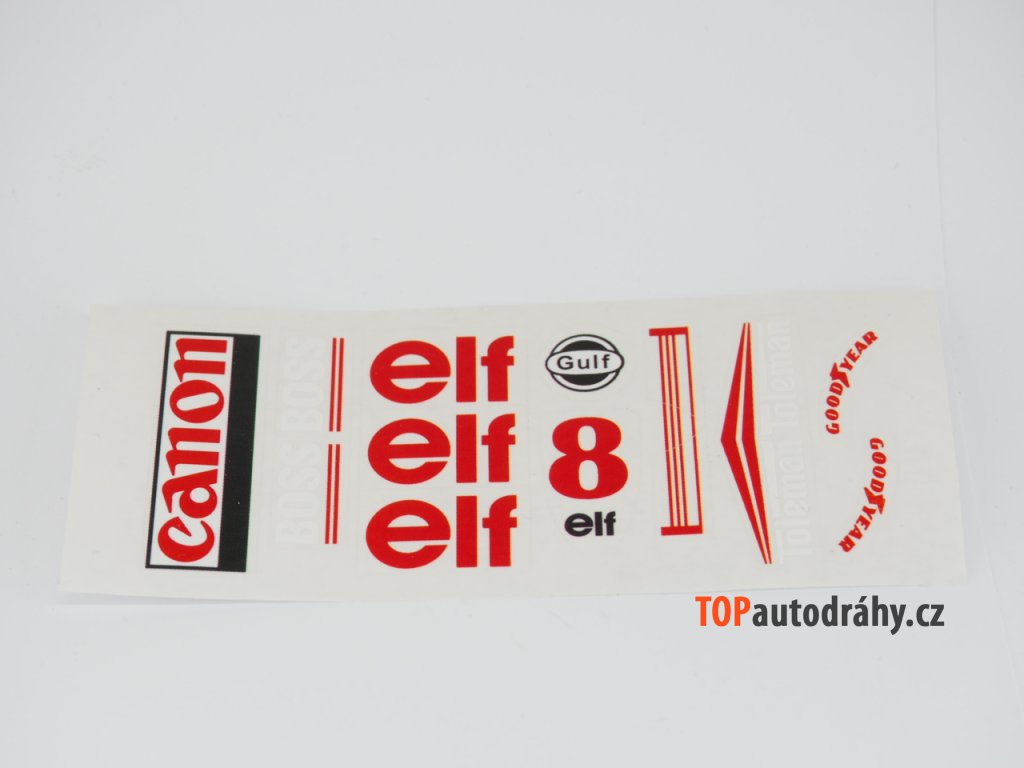 Canon
BOSS BOSS
elf
elf
elf
Gulf
8
elf
Toleman Toleman
GOODYEAR
GOODYEAR
TOPautodráhy.cz